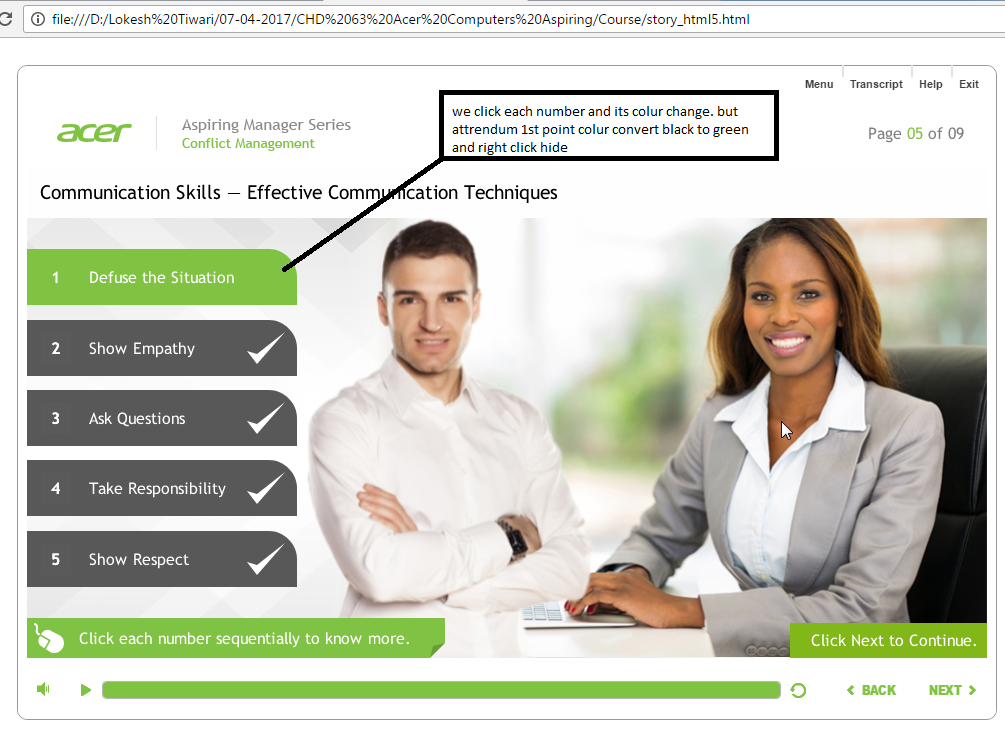 file:///D:/Lokesh%20Tiwari/07-04-2017/CHD%2063%20Acer%20Computers%20Aspiring/Course/story_html5.html
Menu Transcript Help Exit
we click each number and its colur change. but
attrendum 1st point colur convert black to green
and right click hide
acer
Aspiring Manager Series
Conflict Management
Page 05 of 09
Communication Skills — Effective Communication Techniques
1 Defuse the Situation
2 Show Empathy
3 Ask Questions
4 Take Responsibility
5 Show Respect
Click each number sequentially to know more.
Click Next to Continue.
BACK NEXT